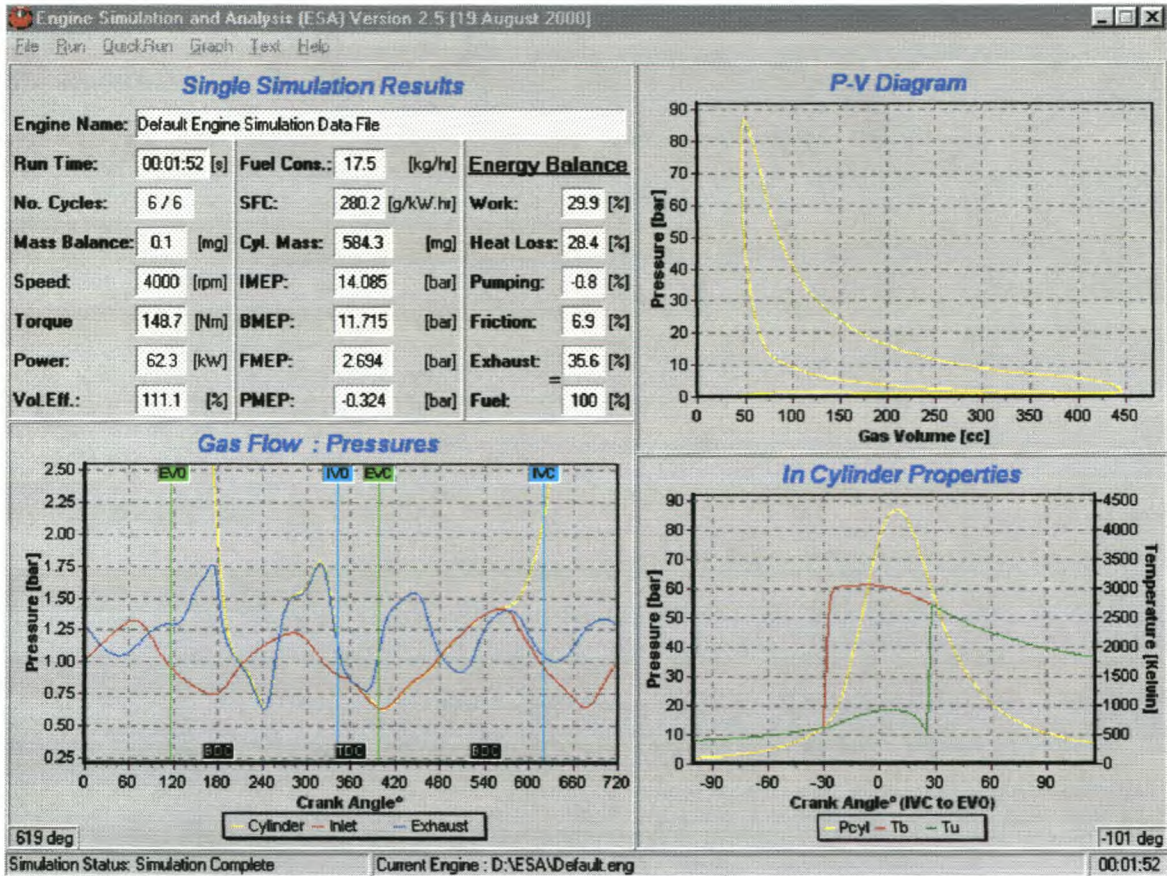 Engine Simulation and Analysis (ESA) Version 2.5 [19 August 2000]
File Run QuickRun Graph Text Help
Single Simulation Results
Engine Name: Default Engine Simulation Data File
Run Time: 00:01:52 [s] Fuel Cons.: 17.5 [kg/hr] Energy Balance
No. Cycles: 6 / 6 SFC: 280.2 [g/kW.hr] Work: 29.9 [%]
Mass Balance: 0.1 [mg] Cyl. Mass: 584.3 [mg] Heat Loss: 28.4 [%]
Speed: 4000 [rpm] IMEP: 14.085 [bar] Pumping: -0.8 [%]
Torque 148.7 [Nm] BMEP: 11.715 [bar] Friction: 6.9 [%]
Power: 62.3 [kW] FMEP: 2.694 [bar] Exhaust: 35.6 [%]
=
Vol.Eff.: 111.1 [%] PMEP: -0.324 [bar] Fuel: 100 [%]
P-V Diagram
Pressure [bar]
90
80
70
60
50
40
30
20
10
0
0 50 100 150 200 250 300 350 400 450
Gas Volume [cc]
Gas Flow : Pressures
EVO IVO EVC IVC
Pressure [bar]
2.50
2.25
2.00
1.75
1.50
1.25
1.00
0.75
0.50
0.25
BDC TDC BDC
0 60 120 180 240 300 360 420 480 540 600 660 720
Crank Angle°
Cylinder Inlet Exhaust
619 deg
In Cylinder Properties
Pressure [bar]
90
80
70
60
50
40
30
20
10
0
4500
4000
3500
3000
2500
2000
1500
1000
500
0
Temperature [Kelvin]
-90 -60 -30 0 30 60 90
Crank Angle° (IVC to EVO)
Pcyl Tb Tu
-101 deg
Simulation Status: Simulation Complete Current Engine : D:\ESA\Default.eng 00:01:52